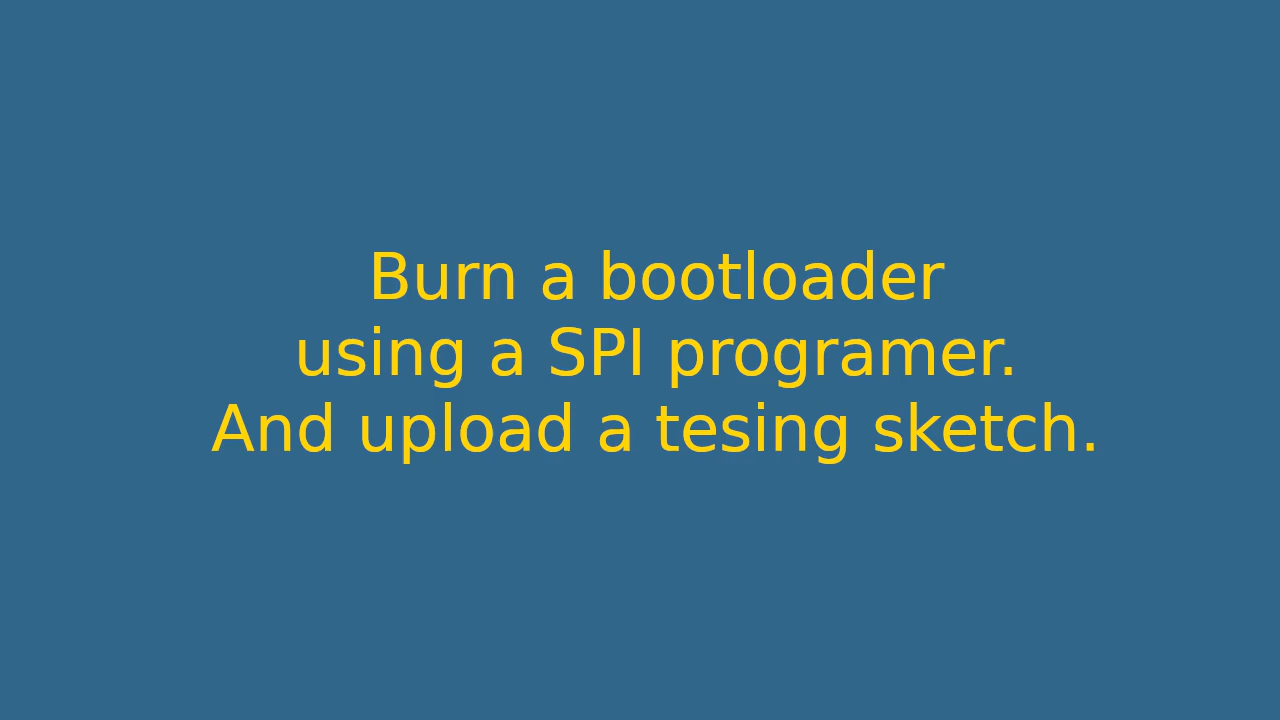 Burn a bootloader
using a SPI programer.
And upload a tesing sketch.